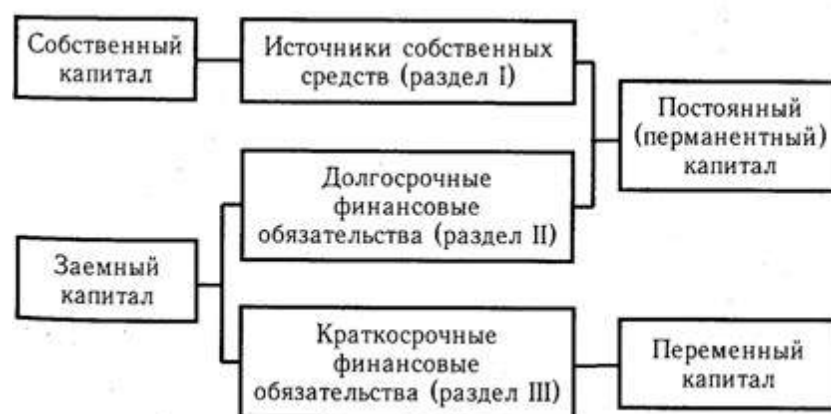 Собственный
капитал
Источники собственных
средств (раздел I)
Постоянный
(перманентный)
капитал
Долгосрочные
финансовые
обязательства (раздел II)
Заемный
капитал
Краткосрочные
финансовые
обязательства (раздел III)
Переменный
капитал